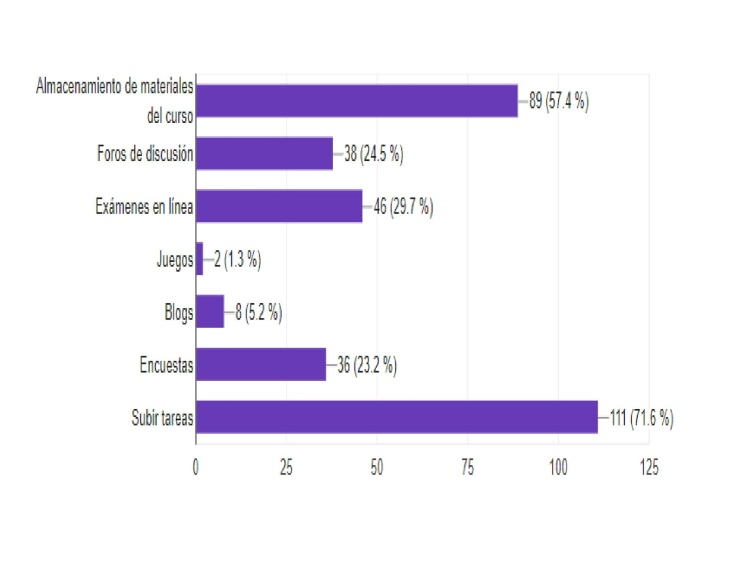 Almacenamiento de materiales
del curso
89 (57.4 %)
Foros de discusión
38 (24.5 %)
Exámenes en línea
46 (29.7 %)
Juegos
2 (1.3 %)
Blogs
8 (5.2 %)
Encuestas
36 (23.2 %)
Subir tareas
111 (71.6 %)
0 25 50 75 100 125